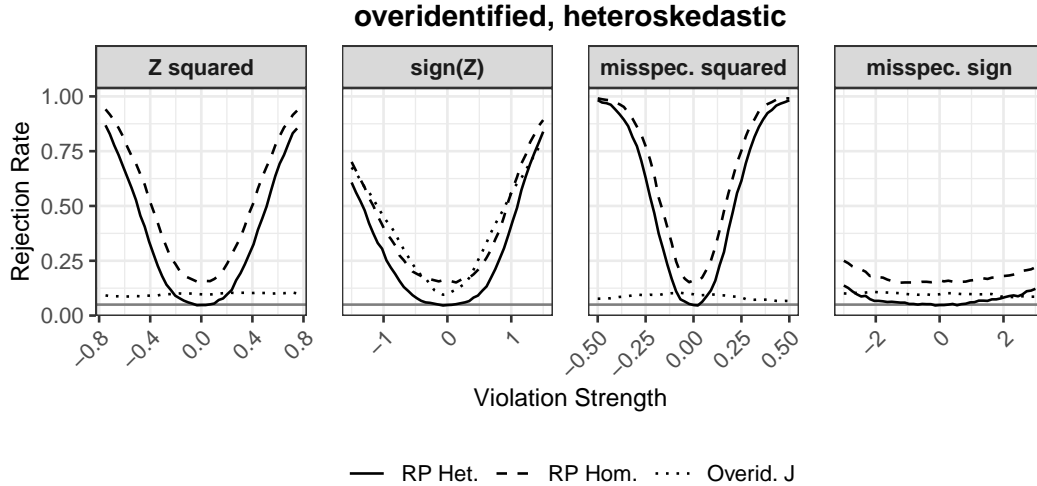 overidentified, heteroskedastic
Z squared
sign(Z)
misspec. squared
misspec. sign
Rejection Rate
1.00
0.75
0.50
0.25
0.00
−0.8 −0.4 0.0 0.4 0.8
−1 0 1
−0.50 −0.25 0.00 0.25 0.50
−2 0 2
Violation Strength
RP Het. RP Hom. Overid. J